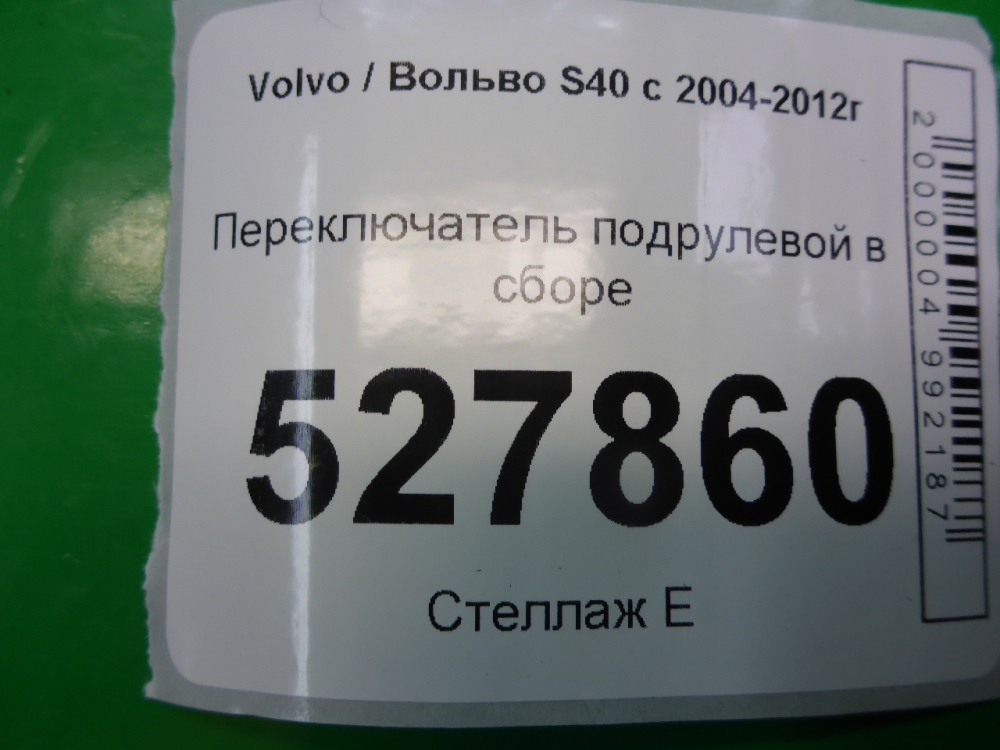 Volvo / Вольво S40 с 2004-2012г
Переключатель подрулевой в
сборе
527860
Стеллаж Е
2000004992187